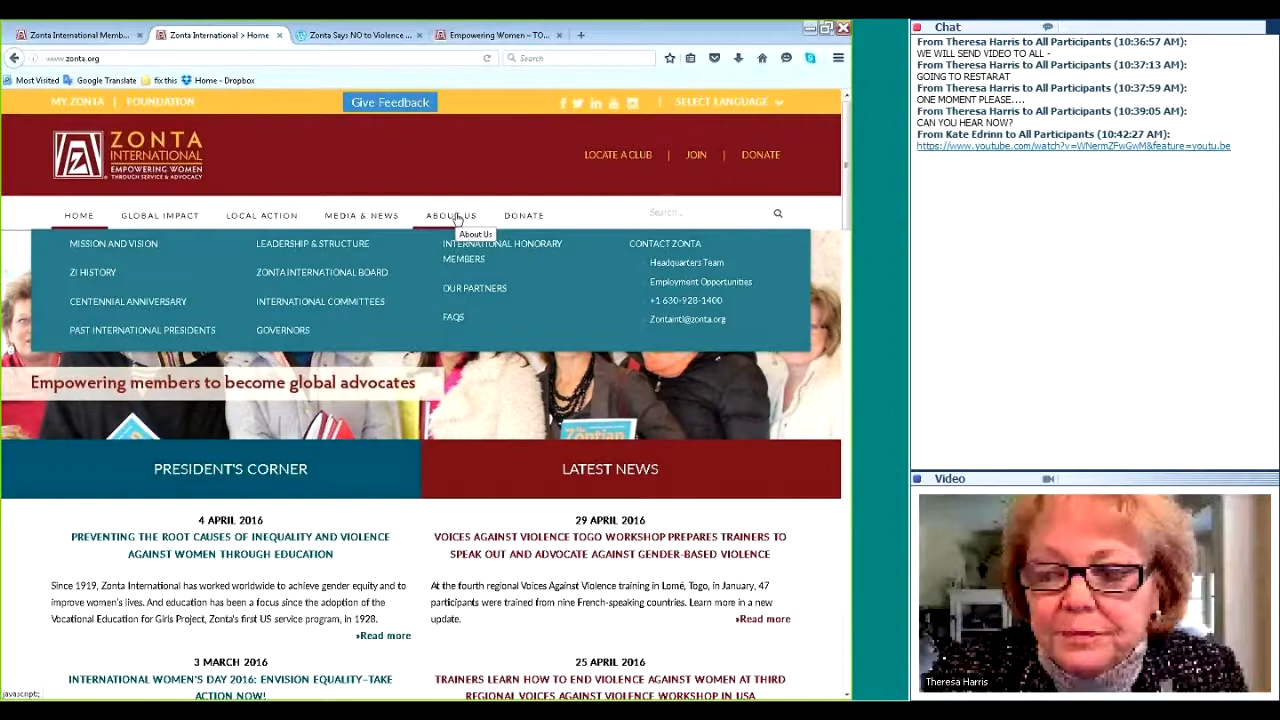 Zonta International Memb...
Zonta International > Home
Zonta Says NO to Violence ...
Empowering Women – TO...
www.zonta.org
Search
Most Visited
Google Translate
fix this
Home - Dropbox
MY ZONTA | FOUNDATION
Give Feedback
SELECT LANGUAGE
ZONTA
INTERNATIONAL
EMPOWERING WOMEN
THROUGH SERVICE & ADVOCACY
LOCATE A CLUB | JOIN | DONATE
HOME
GLOBAL IMPACT
LOCAL ACTION
MEDIA & NEWS
ABOUT US
DONATE
Search...
About Us
MISSION AND VISION
ZI HISTORY
CENTENNIAL ANNIVERSARY
PAST INTERNATIONAL PRESIDENTS
LEADERSHIP & STRUCTURE
ZONTA INTERNATIONAL BOARD
INTERNATIONAL COMMITTEES
GOVERNORS
INTERNATIONAL HONORARY
MEMBERS
OUR PARTNERS
FAQS
CONTACT ZONTA
Headquarters Team
Employment Opportunities
+1 630-928-1400
Zontaintl@zonta.org
Empowering members to become global advocates
The
Zontian
PRESIDENT'S CORNER
4 APRIL 2016
PREVENTING THE ROOT CAUSES OF INEQUALITY AND VIOLENCE
AGAINST WOMEN THROUGH EDUCATION
Since 1919, Zonta International has worked worldwide to achieve gender equity and to
improve women's lives. And education has been a focus since the adoption of the
Vocational Education for Girls Project, Zonta's first US service program, in 1928.
»Read more
3 MARCH 2016
INTERNATIONAL WOMEN'S DAY 2016: ENVISION EQUALITY–TAKE
ACTION NOW!
LATEST NEWS
29 APRIL 2016
VOICES AGAINST VIOLENCE TOGO WORKSHOP PREPARES TRAINERS TO
SPEAK OUT AND ADVOCATE AGAINST GENDER-BASED VIOLENCE
At the fourth regional Voices Against Violence training in Lomé, Togo, in January, 47
participants were trained from nine French-speaking countries. Learn more in a new
update.
»Read more
25 APRIL 2016
TRAINERS LEARN HOW TO END VIOLENCE AGAINST WOMEN AT THIRD
REGIONAL VOICES AGAINST VIOLENCE WORKSHOP IN USA
javascript:;
Chat
From Theresa Harris to All Participants (10:36:57 AM):
WE WILL SEND VIDEO TO ALL -
From Theresa Harris to All Participants (10:37:13 AM):
GOING TO RESTARAT
From Theresa Harris to All Participants (10:37:59 AM):
ONE MOMENT PLEASE....
From Theresa Harris to All Participants (10:39:05 AM):
CAN YOU HEAR NOW?
From Kate Edrinn to All Participants (10:42:27 AM):
https://www.youtube.com/watch?v=WNermZFwGwM&feature=youtu.be
Video
Theresa Harris